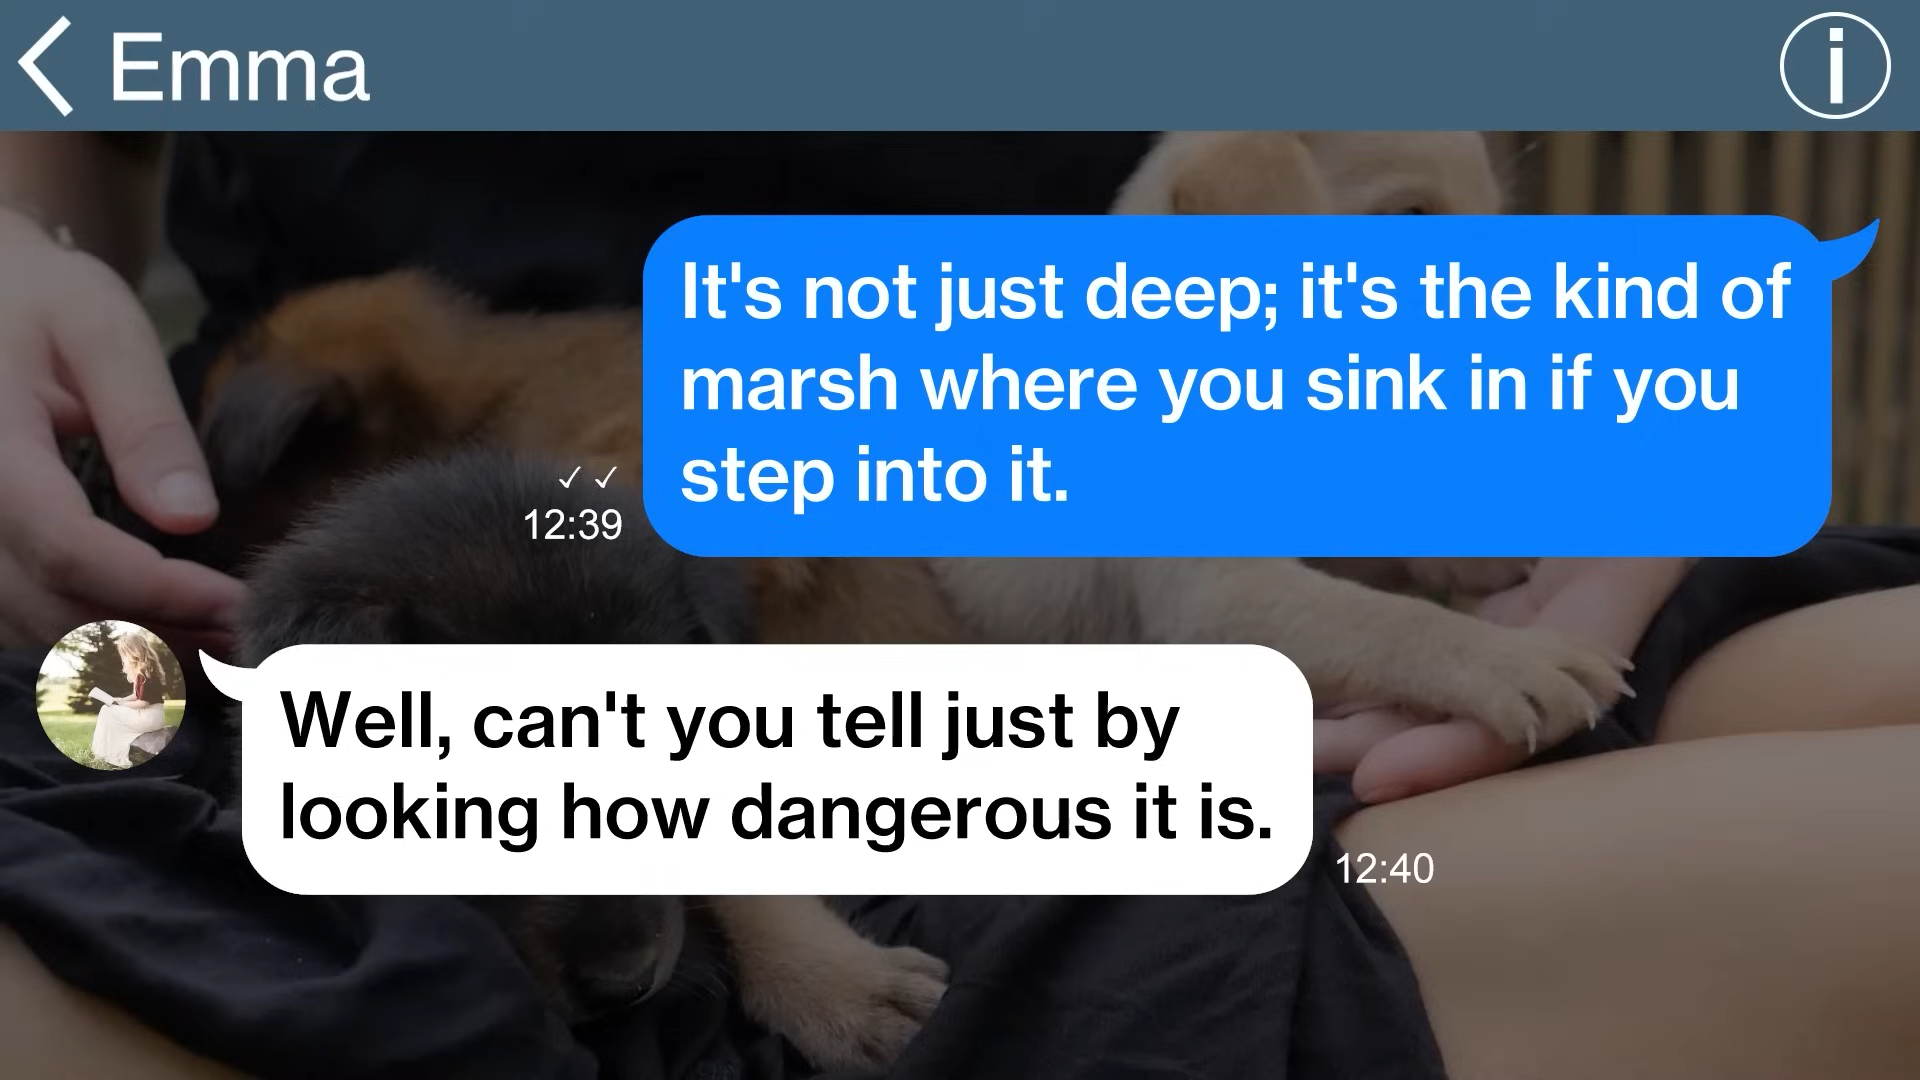 Emma
It's not just deep; it's the kind of
marsh where you sink in if you
step into it.
✓ ✓
12:39
Well, can't you tell just by
looking how dangerous it is.
12:40